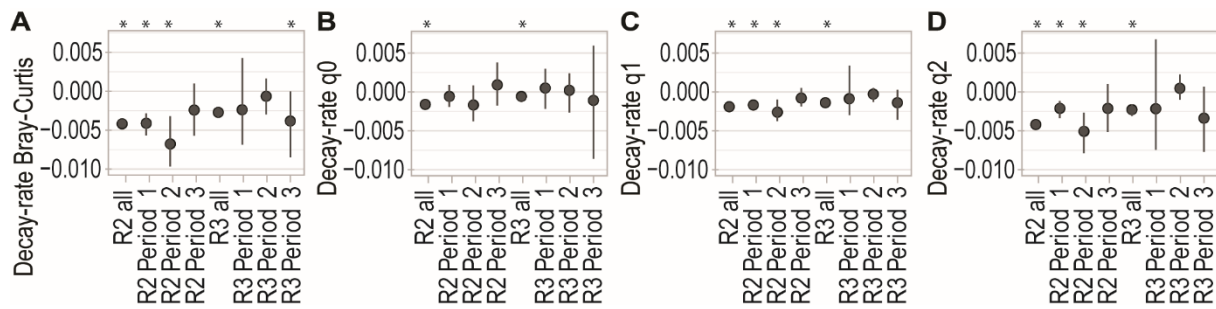 A
* * * * *
Decay-rate Bray-Curtis
0.005
0.000
−0.005
−0.010
R2 all
R2 Period 1
R2 Period 2
R2 Period 3
R3 all
R3 Period 1
R3 Period 2
R3 Period 3
B
* *
Decay-rate q0
0.005
0.000
−0.005
−0.010
R2 all
R2 Period 1
R2 Period 2
R2 Period 3
R3 all
R3 Period 1
R3 Period 2
R3 Period 3
C
* * * *
Decay-rate q1
0.005
0.000
−0.005
−0.010
R2 all
R2 Period 1
R2 Period 2
R2 Period 3
R3 all
R3 Period 1
R3 Period 2
R3 Period 3
D
* * * *
Decay-rate q2
0.005
0.000
−0.005
−0.010
R2 all
R2 Period 1
R2 Period 2
R2 Period 3
R3 all
R3 Period 1
R3 Period 2
R3 Period 3